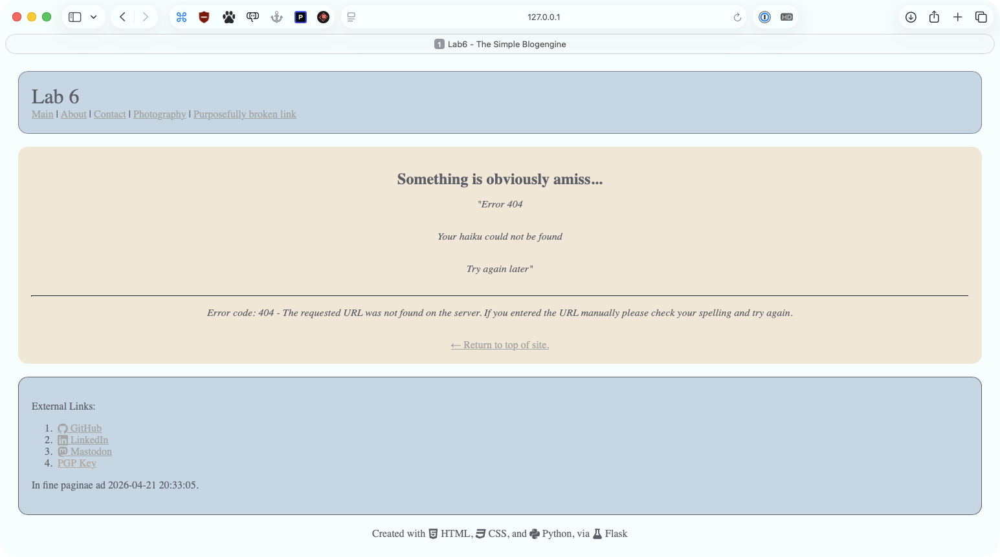 127.0.0.1
HD
1 Lab6 - The Simple Blogengine
Lab 6
Main | About | Contact | Photography | Purposefully broken link
Something is obviously amiss...
"Error 404
Your haiku could not be found
Try again later"
Error code: 404 - The requested URL was not found on the server. If you entered the URL manually please check your spelling and try again.
← Return to top of site.
External Links:
1. GitHub
2. LinkedIn
3. Mastodon
4. PGP Key
In fine paginae ad 2026-04-21 20:33:05.
Created with HTML, CSS, and Python, via Flask